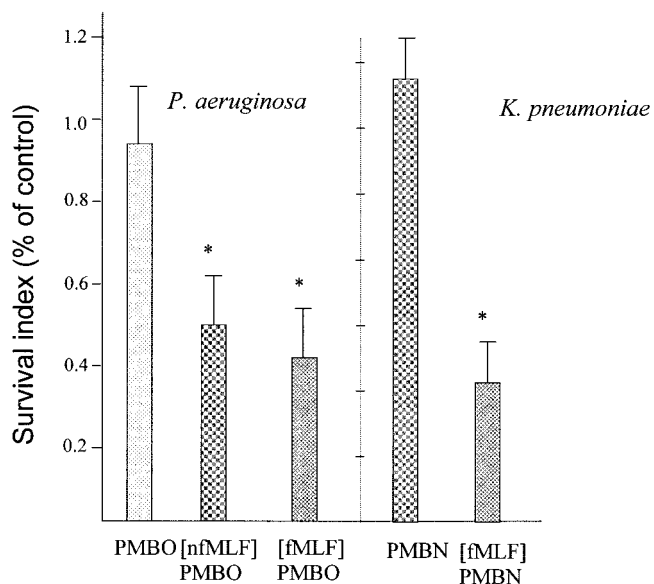 Survival index (% of control)
1.2
1.0
0.8
0.6
0.4
0.2
P. aeruginosa
K. pneumoniae
*
*
*
PMBO [nfMLF] [fMLF] PMBN [fMLF]
PMBO PMBO PMBN